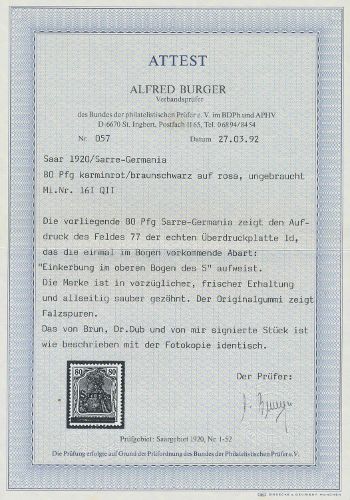 ATTEST
ALFRED BURGER
Verbandsprüfer
des Bundes der philatelistischen Prüfer e. V. im BDPh und APHV
D-6670 St. Ingbert, Postfach 1165, Tel. 06894/8454
Nr. 057 Datum 27.03.92
Saar 1920/Sarre-Germania
80 Pfg karminrot/braunschwarz auf rosa, ungebraucht
Mi.Nr. 16I QII
Die vorliegende 80 Pfg Sarre-Germania zeigt den Auf-
druck des Feldes 77 der echten Überdruckplatte Id,
das die einmal im Bogen vorkommende Abart:
"Einkerbung im oberen Bogen des S" aufweist.
Die Marke ist in vorzüglicher, frischer Erhaltung
und allseitig sauber gezähnt. Der Originalgummi zeigt
Falzspuren.
Das von Brun, Dr.Dub und von mir signierte Stück ist
wie beschrieben mit der Fotokopie identisch.
80 80
Der Prüfer:
Prüfgebiet: Saargebiet 1920, Nr. 1-52
Die Prüfung erfolgte auf Grund der Prüfordnung des Bundes der Philatelistischen Prüfer e. V.